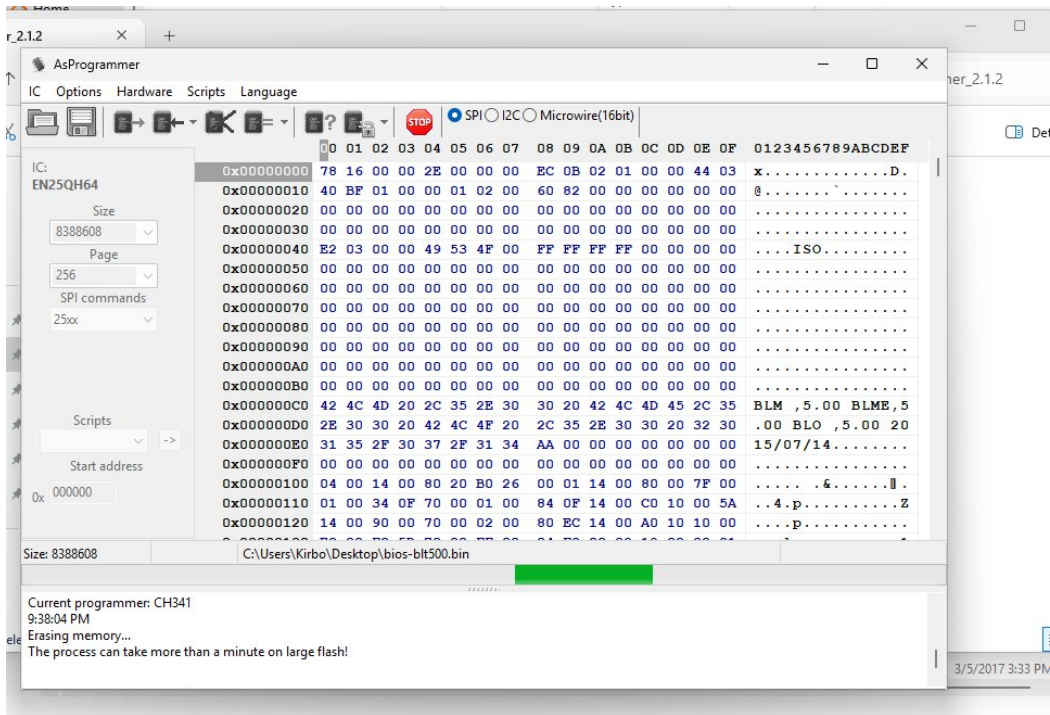 Home
r_2.1.2
AsProgrammer
ner_2.1.2
IC Options Hardware Scripts Language
STOP SPI I2C Microwire(16bit)
Det
00 01 02 03 04 05 06 07 08 09 0A 0B 0C 0D 0E 0F 0123456789ABCDEF
IC:
EN25QH64
Size
8388608
Page
256
SPI commands
25xx
Scripts
->
Start address
0x 000000
0x00000000 78 16 00 00 2E 00 00 00 EC 0B 02 01 00 00 44 03 x.............D.
0x00000010 40 BF 01 00 00 01 02 00 60 82 00 00 00 00 00 00 @.......`.......
0x00000020 00 00 00 00 00 00 00 00 00 00 00 00 00 00 00 00 ................
0x00000030 00 00 00 00 00 00 00 00 00 00 00 00 00 00 00 00 ................
0x00000040 E2 03 00 00 49 53 4F 00 FF FF FF FF 00 00 00 00 ....ISO.........
0x00000050 00 00 00 00 00 00 00 00 00 00 00 00 00 00 00 00 ................
0x00000060 00 00 00 00 00 00 00 00 00 00 00 00 00 00 00 00 ................
0x00000070 00 00 00 00 00 00 00 00 00 00 00 00 00 00 00 00 ................
0x00000080 00 00 00 00 00 00 00 00 00 00 00 00 00 00 00 00 ................
0x00000090 00 00 00 00 00 00 00 00 00 00 00 00 00 00 00 00 ................
0x000000A0 00 00 00 00 00 00 00 00 00 00 00 00 00 00 00 00 ................
0x000000B0 00 00 00 00 00 00 00 00 00 00 00 00 00 00 00 00 ................
0x000000C0 42 4C 4D 20 2C 35 2E 30 30 20 42 4C 4D 45 2C 35 BLM ,5.00 BLME,5
0x000000D0 2E 30 30 20 42 4C 4F 20 2C 35 2E 30 30 20 32 30 .00 BLO ,5.00 20
0x000000E0 31 35 2F 30 37 2F 31 34 AA 00 00 00 00 00 00 00 15/07/14........
0x000000F0 00 00 00 00 00 00 00 00 00 00 00 00 00 00 00 00 ................
0x00000100 04 00 14 00 80 20 B0 26 00 01 14 00 80 00 7F 00 ..... .&.......
0x00000110 01 00 34 0F 70 00 01 00 84 0F 14 00 C0 10 00 5A ..4.p..........Z
0x00000120 14 00 90 00 70 00 02 00 80 EC 14 00 A0 10 10 00 ....p...........
Size: 8388608 C:\Users\Kirbo\Desktop\bios-blt500.bin
Current programmer: CH341
9:38:04 PM
Erasing memory...
The process can take more than a minute on large flash!
ele
3/5/2017 3:33 PM